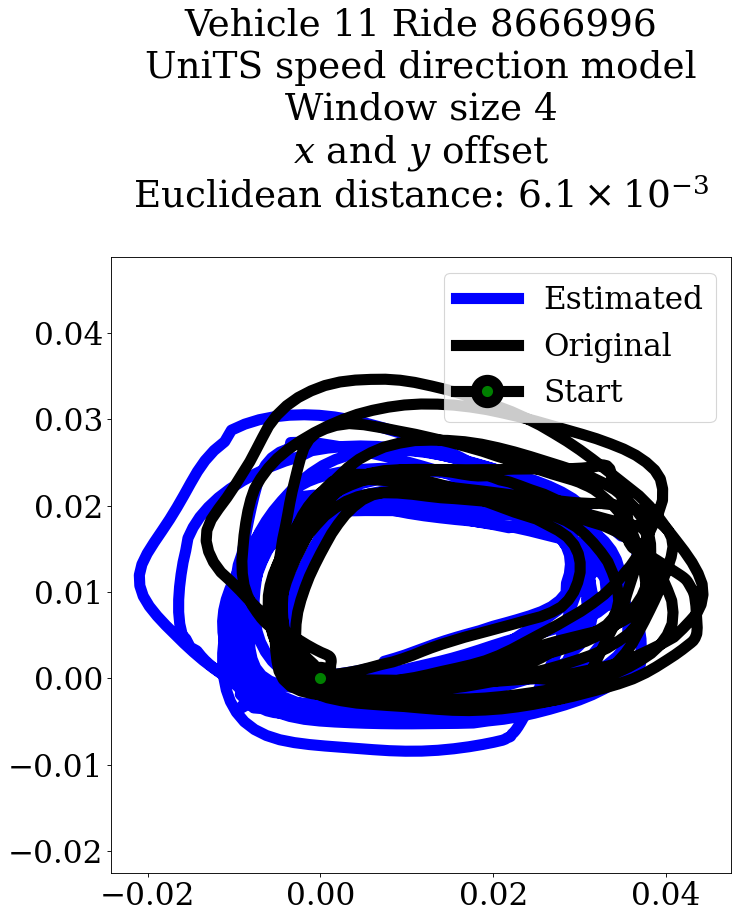 Vehicle 11 Ride 8666996
UniTS speed direction model
Window size 4
x and y offset
Euclidean distance: 6.1 × 10⁻³
Estimated
Original
Start
0.04
0.03
0.02
0.01
0.00
−0.01
−0.02
−0.02 0.00 0.02 0.04